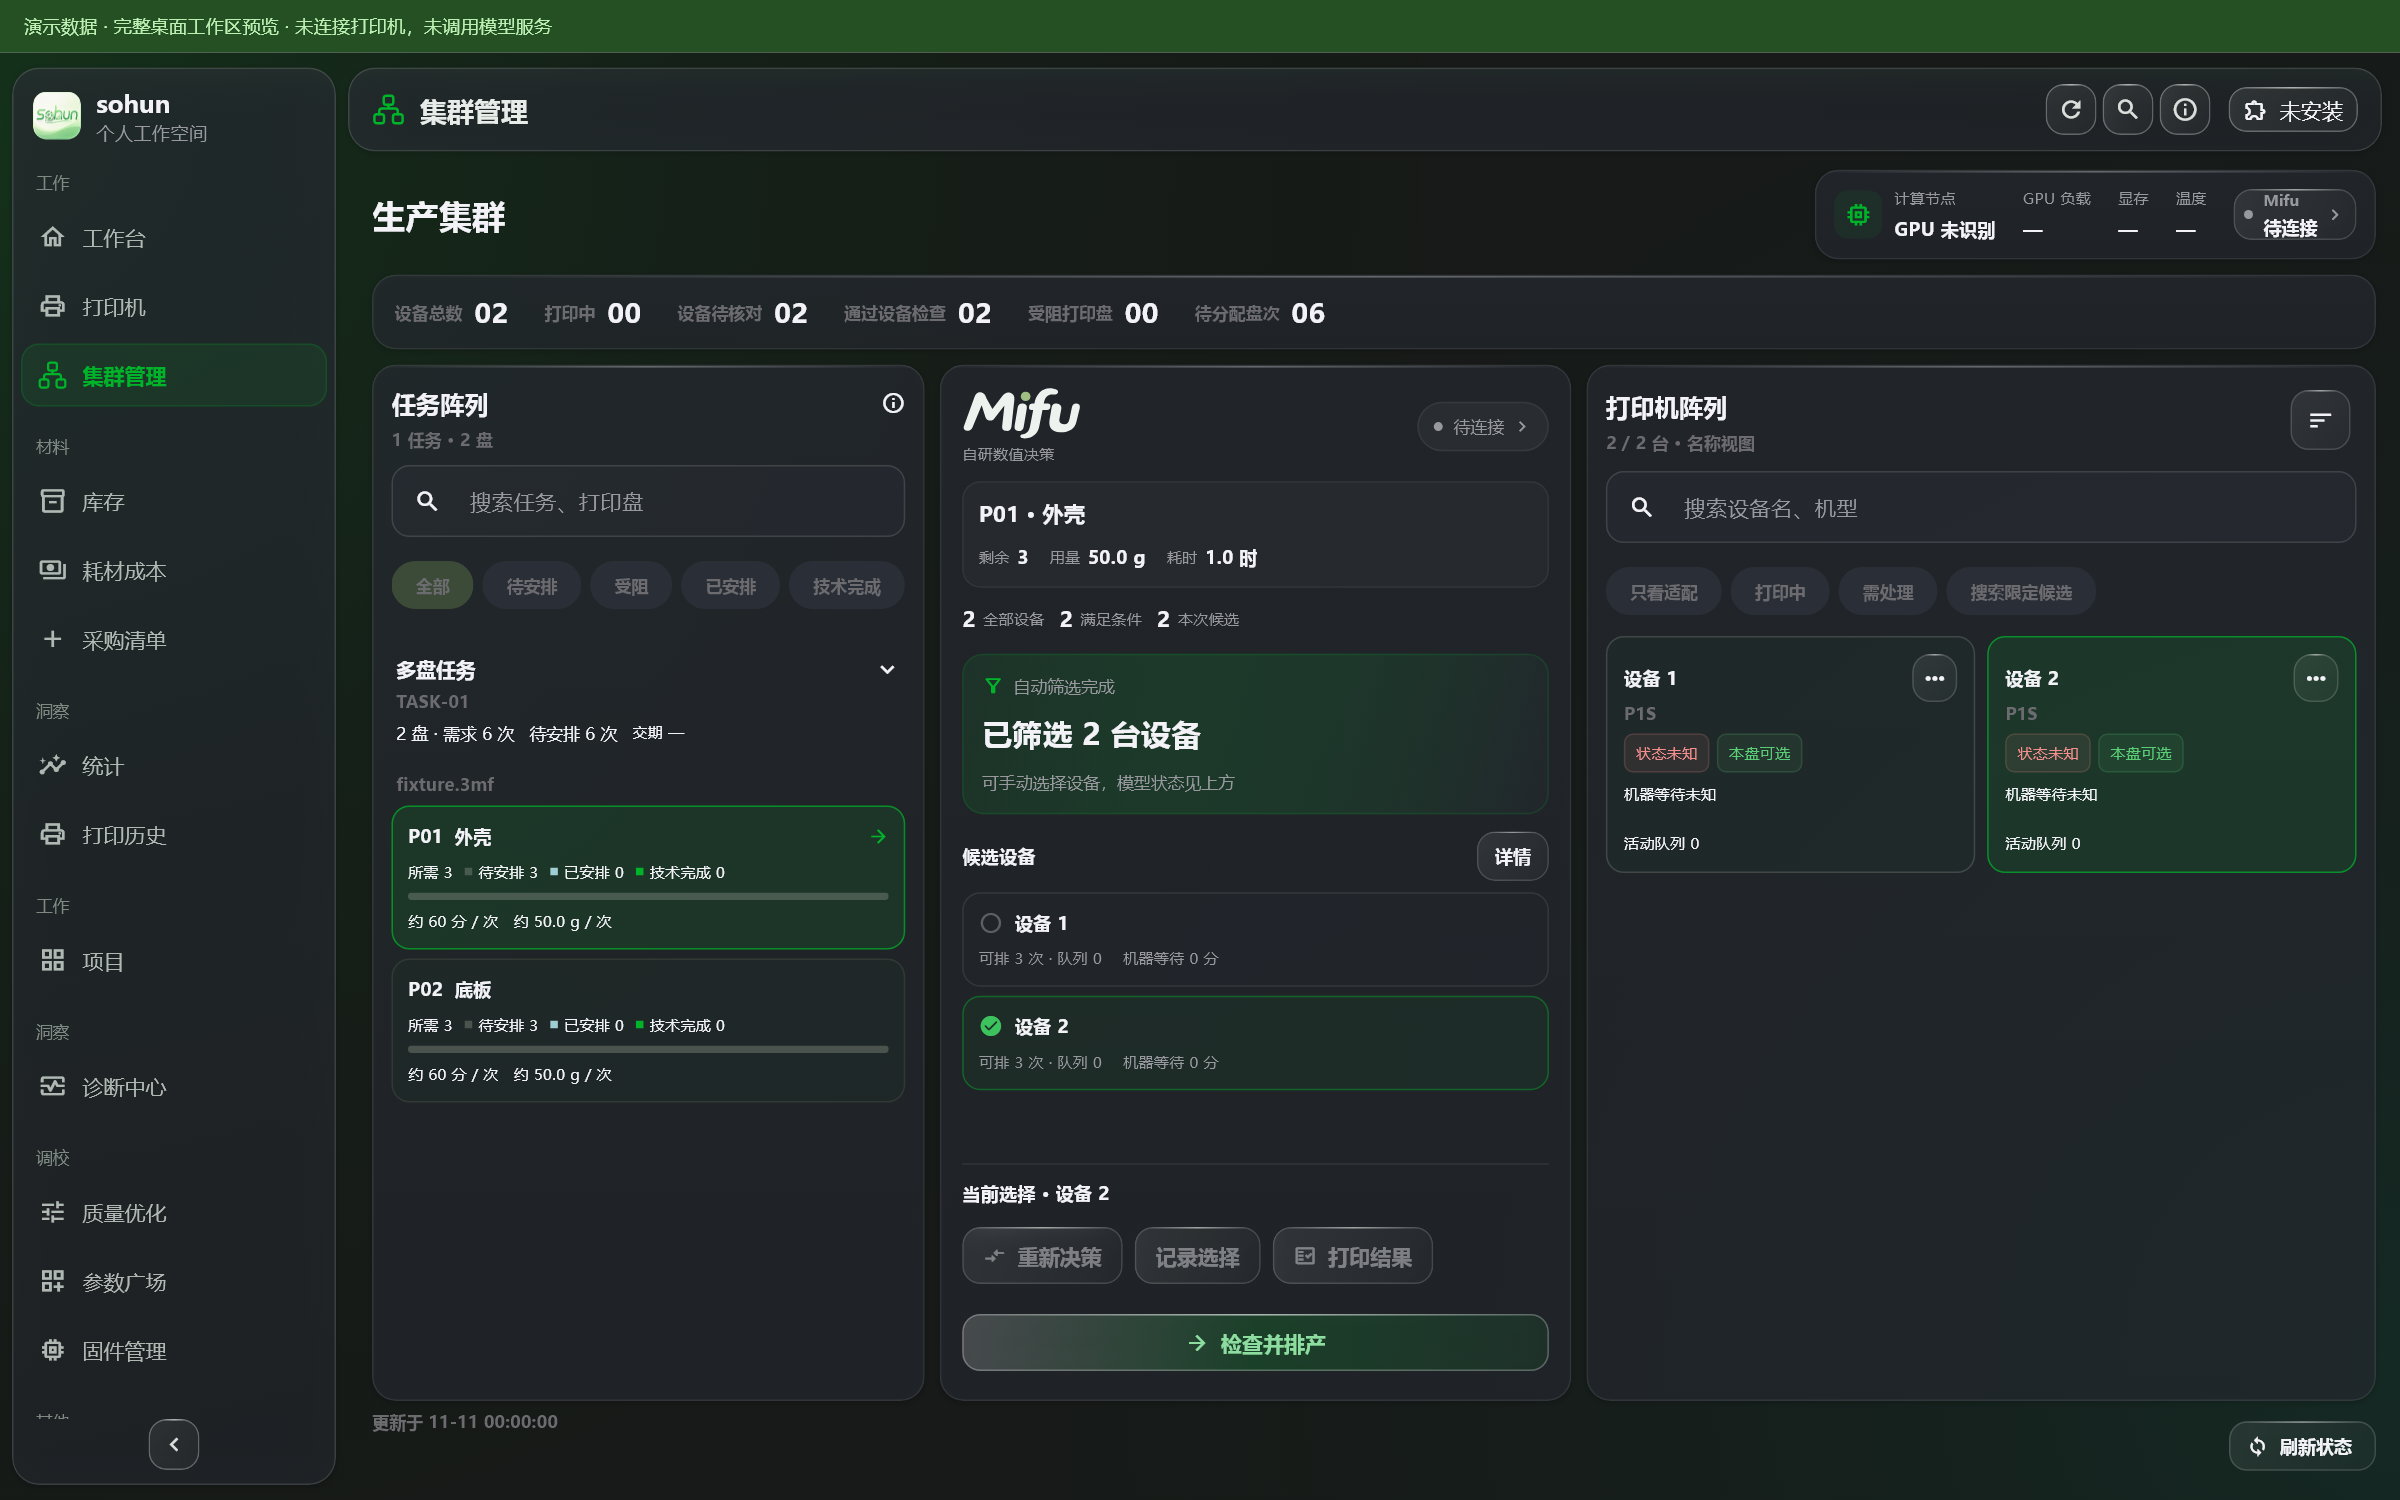 演示数据 · 完整桌面工作区预览 · 未连接打印机，未调用模型服务
Sohun
sohun
个人工作空间
工作
工作台
打印机
集群管理
材料
库存
耗材成本
采购清单
洞察
统计
打印历史
工作
项目
洞察
诊断中心
调校
质量优化
参数广场
固件管理
集群管理
未安装
生产集群
计算节点
GPU 未识别
GPU 负载
—
显存
—
温度
—
Mifu
待连接
设备总数 02 打印中 00 设备待核对 02 通过设备检查 02 受阻打印盘 00 待分配盘次 06
任务阵列
1 任务 • 2 盘
搜索任务、打印盘
全部 待安排 受阻 已安排 技术完成
多盘任务
TASK-01
2 盘 · 需求 6 次 待安排 6 次 交期 —
fixture.3mf
P01 外壳
所需 3 待安排 3 已安排 0 技术完成 0
约 60 分 / 次 约 50.0 g / 次
P02 底板
所需 3 待安排 3 已安排 0 技术完成 0
约 60 分 / 次 约 50.0 g / 次
Mifu
自研数值决策
待连接
P01 • 外壳
剩余 3 用量 50.0 g 耗时 1.0 时
2 全部设备 2 满足条件 2 本次候选
自动筛选完成
已筛选 2 台设备
可手动选择设备，模型状态见上方
候选设备
详情
设备 1
可排 3 次 · 队列 0 机器等待 0 分
设备 2
可排 3 次 · 队列 0 机器等待 0 分
当前选择 • 设备 2
重新决策 记录选择 打印结果
检查并排产
打印机阵列
2 / 2 台 • 名称视图
搜索设备名、机型
只看适配 打印中 需处理 搜索限定候选
设备 1
P1S
状态未知 本盘可选
机器等待未知
活动队列 0
设备 2
P1S
状态未知 本盘可选
机器等待未知
活动队列 0
更新于 11-11 00:00:00
刷新状态